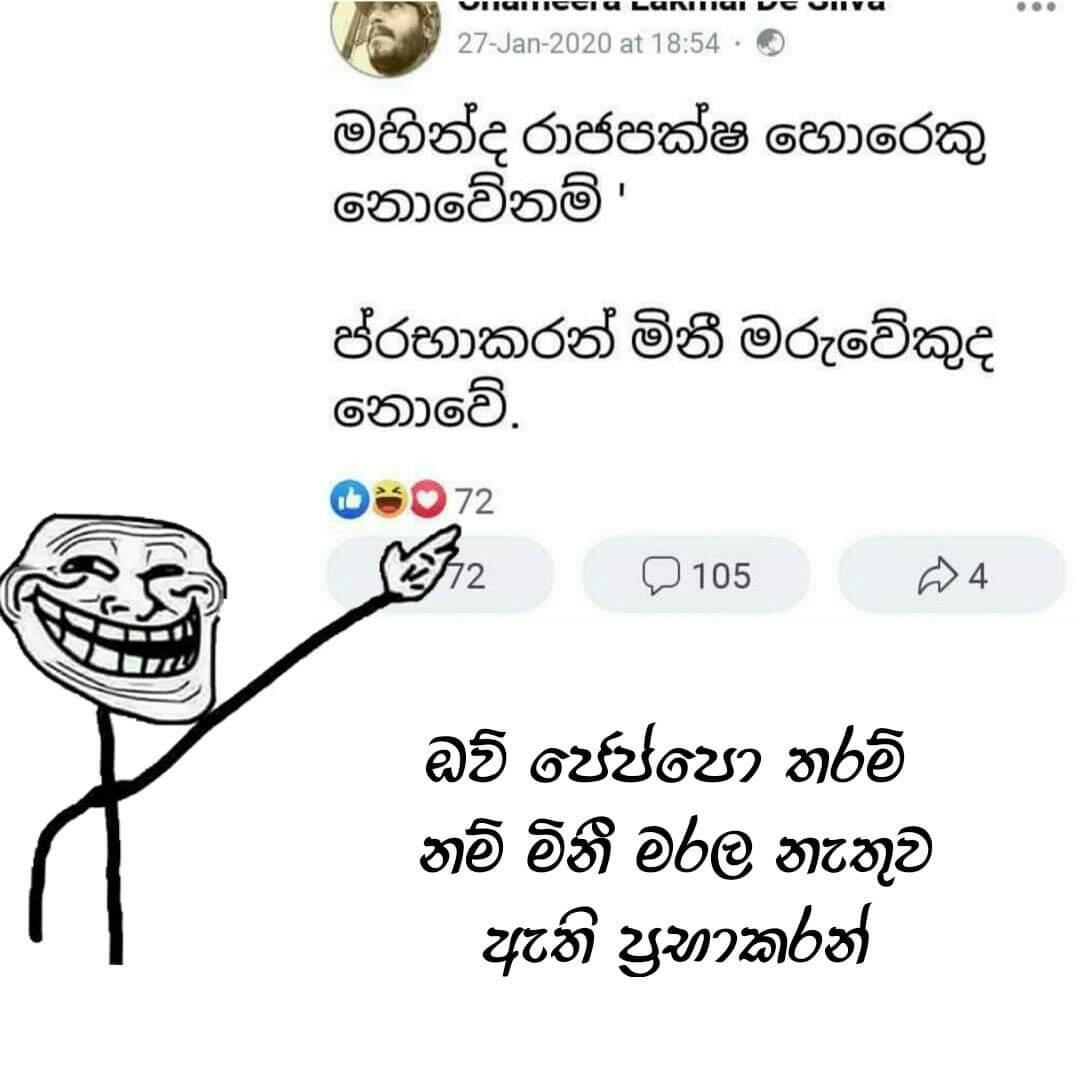 27-Jan-2020 at 18:54 ·
මහින්ද රාජපක්ෂ හොරෙකු
නොවේනම් '
ප්රභාකරන් මිනී මරුවේකුද
නොවේ.
72
72 105 4
ඔව් ජෙප්පො තරම්
නම් මිනී මරල නැතුව
ඇති ප්‍රභාකරන්